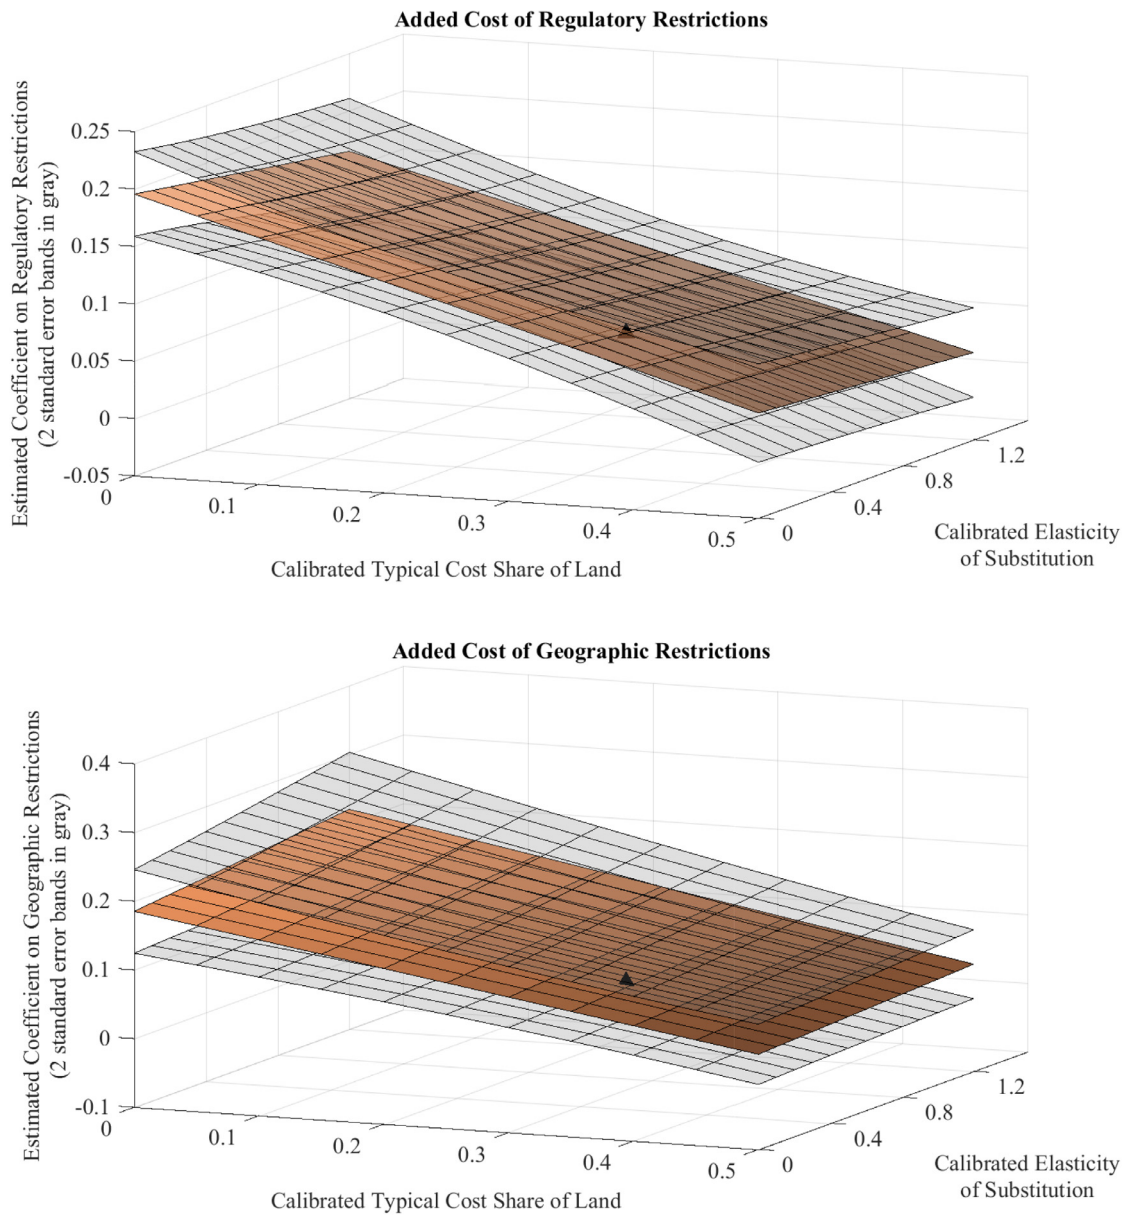 Added Cost of Regulatory Restrictions
Estimated Coefficient on Regulatory Restrictions
(2 standard error bands in gray)
0.25
0.2
0.15
0.1
0.05
0
-0.05
0
0.1
0.2
0.3
0.4
0.5
0
0.4
0.8
1.2
Calibrated Typical Cost Share of Land
Calibrated Elasticity
of Substitution
Added Cost of Geographic Restrictions
Estimated Coefficient on Geographic Restrictions
(2 standard error bands in gray)
0.4
0.3
0.2
0.1
0
-0.1
0
0.1
0.2
0.3
0.4
0.5
0
0.4
0.8
1.2
Calibrated Typical Cost Share of Land
Calibrated Elasticity
of Substitution